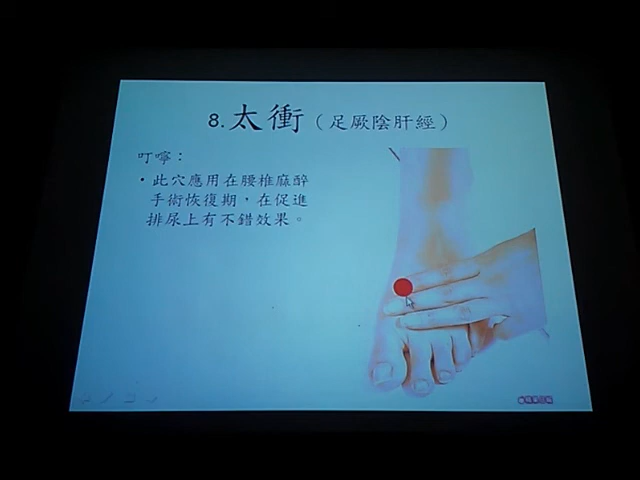 8.太衝（足厥陰肝經）
叮嚀：
•此穴應用在腰椎麻醉
手術恢復期，在促進
排尿上有不錯效果。